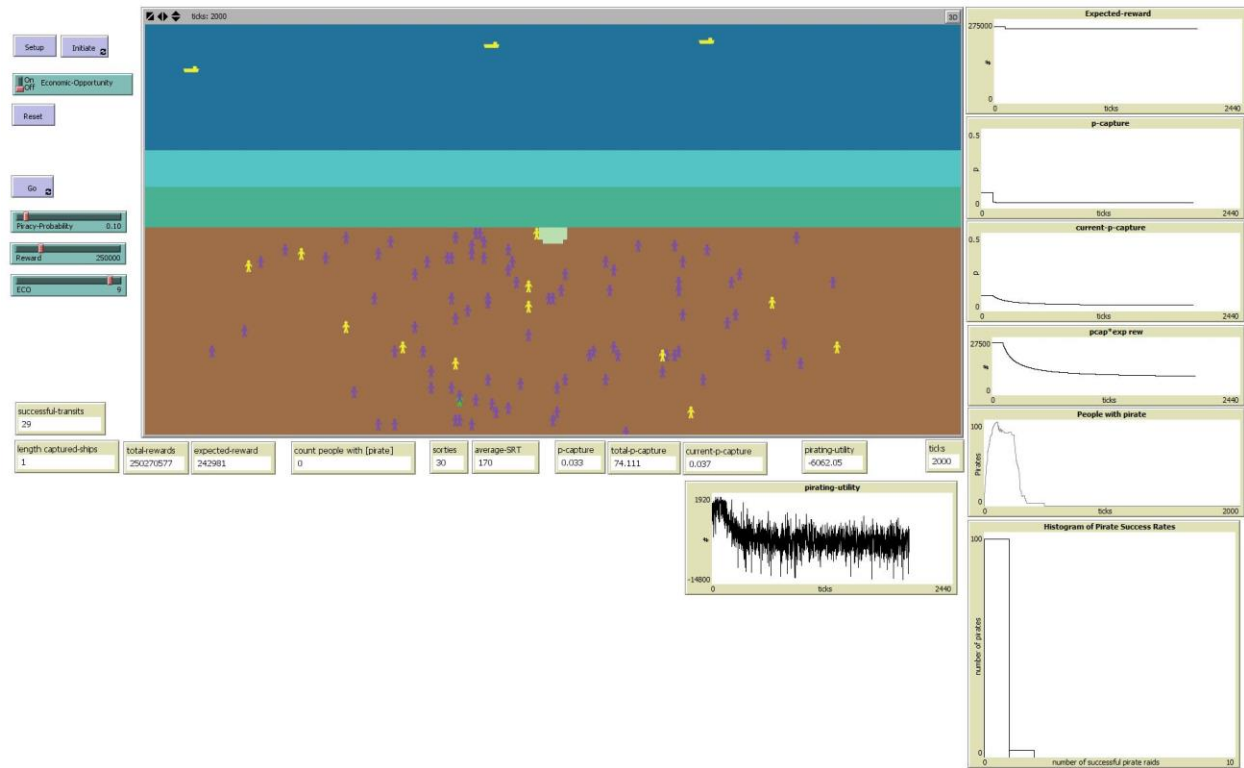 ticks: 2000
3D
Setup
Initiate
On
Off
Economic-Opportunity
Reset
Go
Piracy-Probability 0.10
Reward 250000
ECO 9
successful-transits
29
length captured-ships
1
total-rewards
250270577
expected-reward
242981
count people with [pirate]
0
sorties
30
average-SRT
170
p-capture
0.033
total-p-capture
74.111
current-p-capture
0.037
pirating-utility
-6062.05
ticks
2000
pirating-utility
1920
#
-14800
0
ticks
2440
Expected-reward
275000
#
0
0
ticks
2440
p-capture
0.5
p
0
0
ticks
2440
current-p-capture
0.5
p
0
0
ticks
2440
pcap*exp rew
27500
#
0
0
ticks
2440
People with pirate
100
Pirates
0
0
ticks
2000
Histogram of Pirate Success Rates
100
number of pirates
0
0
number of successful pirate raids
10